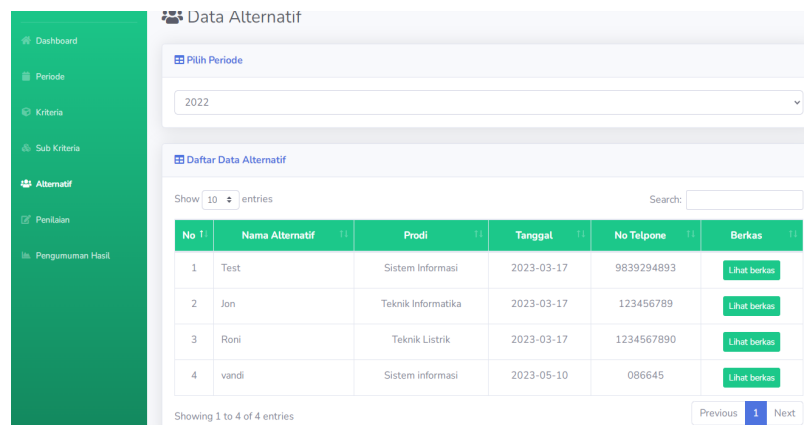 Data Alternatif
Dashboard
Periode
Kriteria
Sub Kriteria
Alternatif
Penilaian
Pengumuman Hasil
Pilih Periode
2022
Daftar Data Alternatif
Show 10 entries
Search:
No Nama Alternatif Prodi Tanggal No Telpone Berkas
1 Test Sistem Informasi 2023-03-17 9839294893 Lihat berkas
2 Jon Teknik Informatika 2023-03-17 123456789 Lihat berkas
3 Roni Teknik Listrik 2023-03-17 1234567890 Lihat berkas
4 vandi Sistem informasi 2023-05-10 086645 Lihat berkas
Showing 1 to 4 of 4 entries
Previous 1 Next